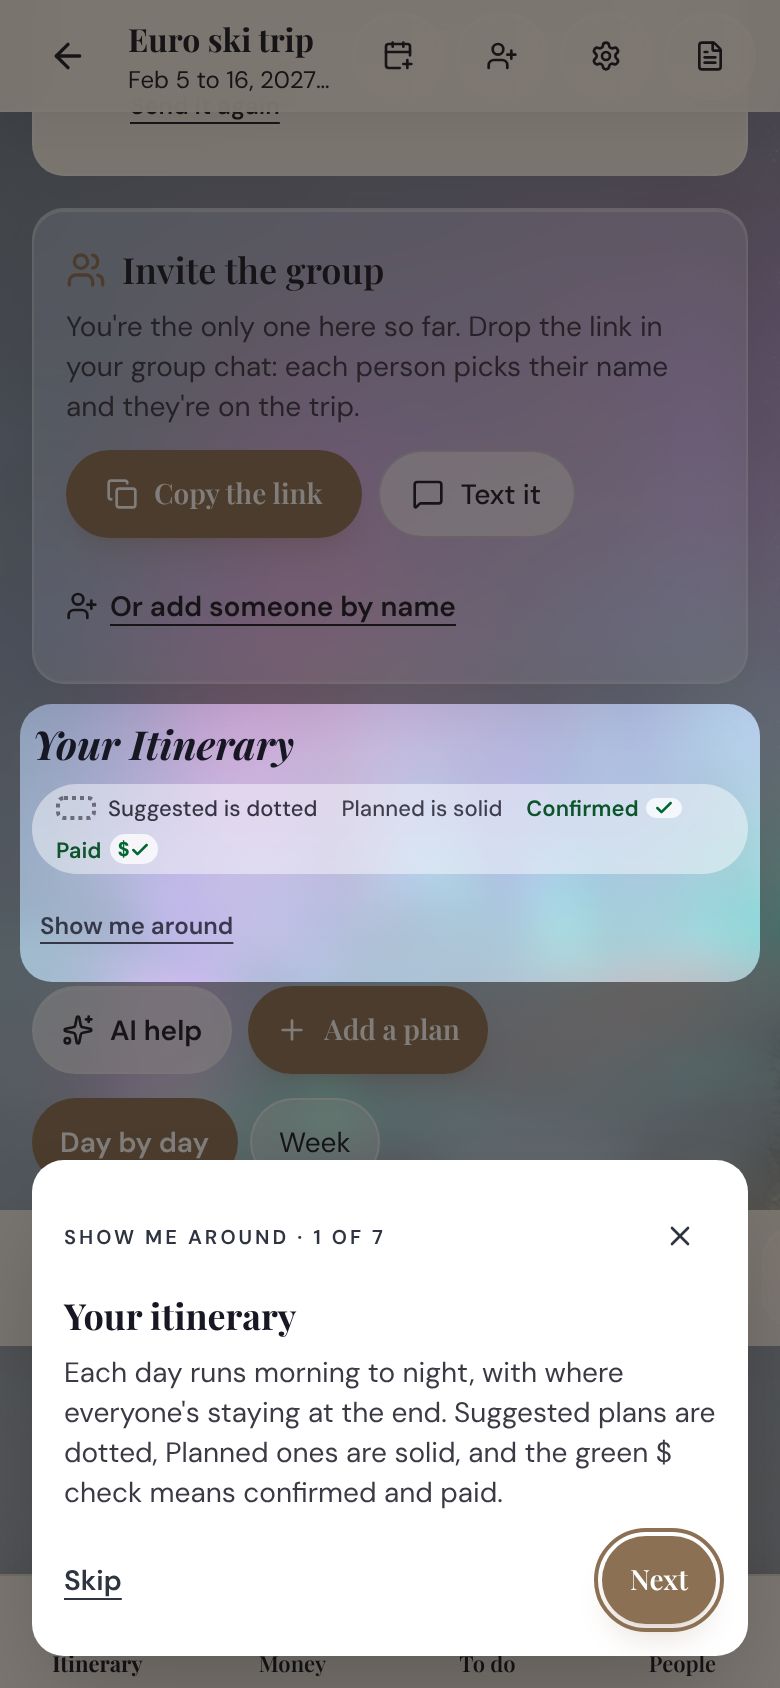 Euro ski trip
Feb 5 to 16, 2027...
Send it again
Invite the group
You're the only one here so far. Drop the link in
your group chat: each person picks their name
and they're on the trip.
Copy the link
Text it
Or add someone by name
Your Itinerary
Suggested is dotted Planned is solid Confirmed
Paid $
Show me around
AI help
Add a plan
Day by day
Week
SHOW ME AROUND · 1 OF 7
Your itinerary
Each day runs morning to night, with where
everyone's staying at the end. Suggested plans are
dotted, Planned ones are solid, and the green $
check means confirmed and paid.
Skip
Next
Itinerary Money To do People